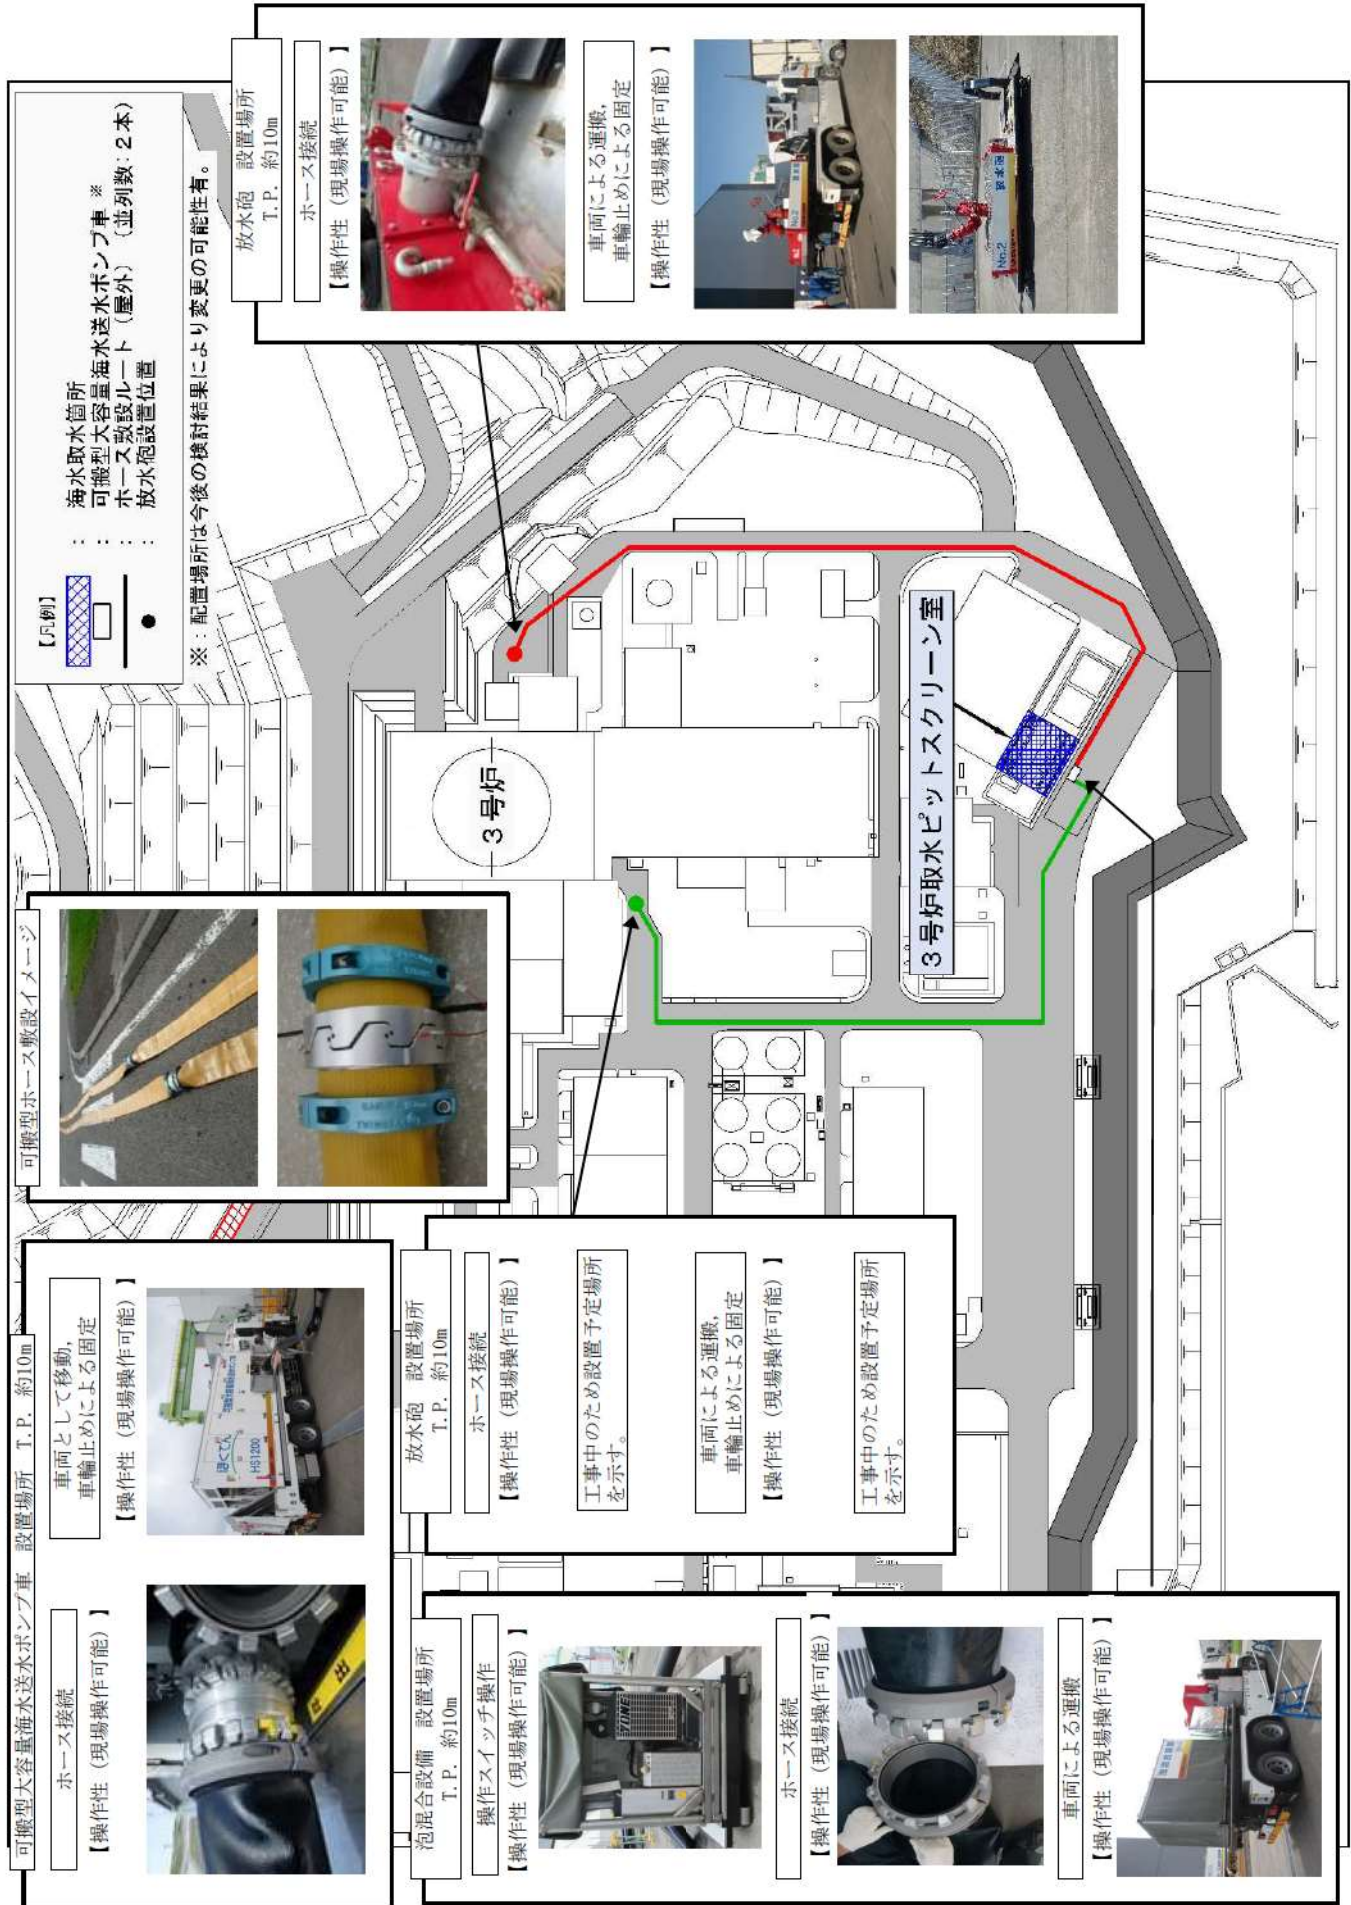 可搬型大容量海水送水ポンプ車　設置場所　T.P. 約10m
ホース接続
【操作性（現場操作可能）】
車両として移動,
車輪止めによる固定
【操作性（現場操作可能）】
ほくでん
HS1200
可搬型ホース敷設イメージ
【凡例】
： 海水取水箇所
： 可搬型大容量海水送水ポンプ車 ※
： ホース敷設ルート（屋外）（並列数：２本）
： 放水砲設置位置
※：配置場所は今後の検討結果により変更の可能性有。
放水砲　設置場所
T.P. 約10m
ホース接続
【操作性（現場操作可能）】
車両による運搬,
車輪止めによる固定
【操作性（現場操作可能）】
No.2
No.2
放水砲
泡混合設備　設置場所
T.P. 約10m
操作スイッチ操作
【操作性（現場操作可能）】
ホース接続
【操作性（現場操作可能）】
車両による運搬
【操作性（現場操作可能）】
放水砲　設置場所
T.P. 約10m
ホース接続
【操作性（現場操作可能）】
工事中のため設置予定場所
を示す。
車両による運搬,
車輪止めによる固定
【操作性（現場操作可能）】
工事中のため設置予定場所
を示す。
３号炉
３号炉取水ピットスクリーン室